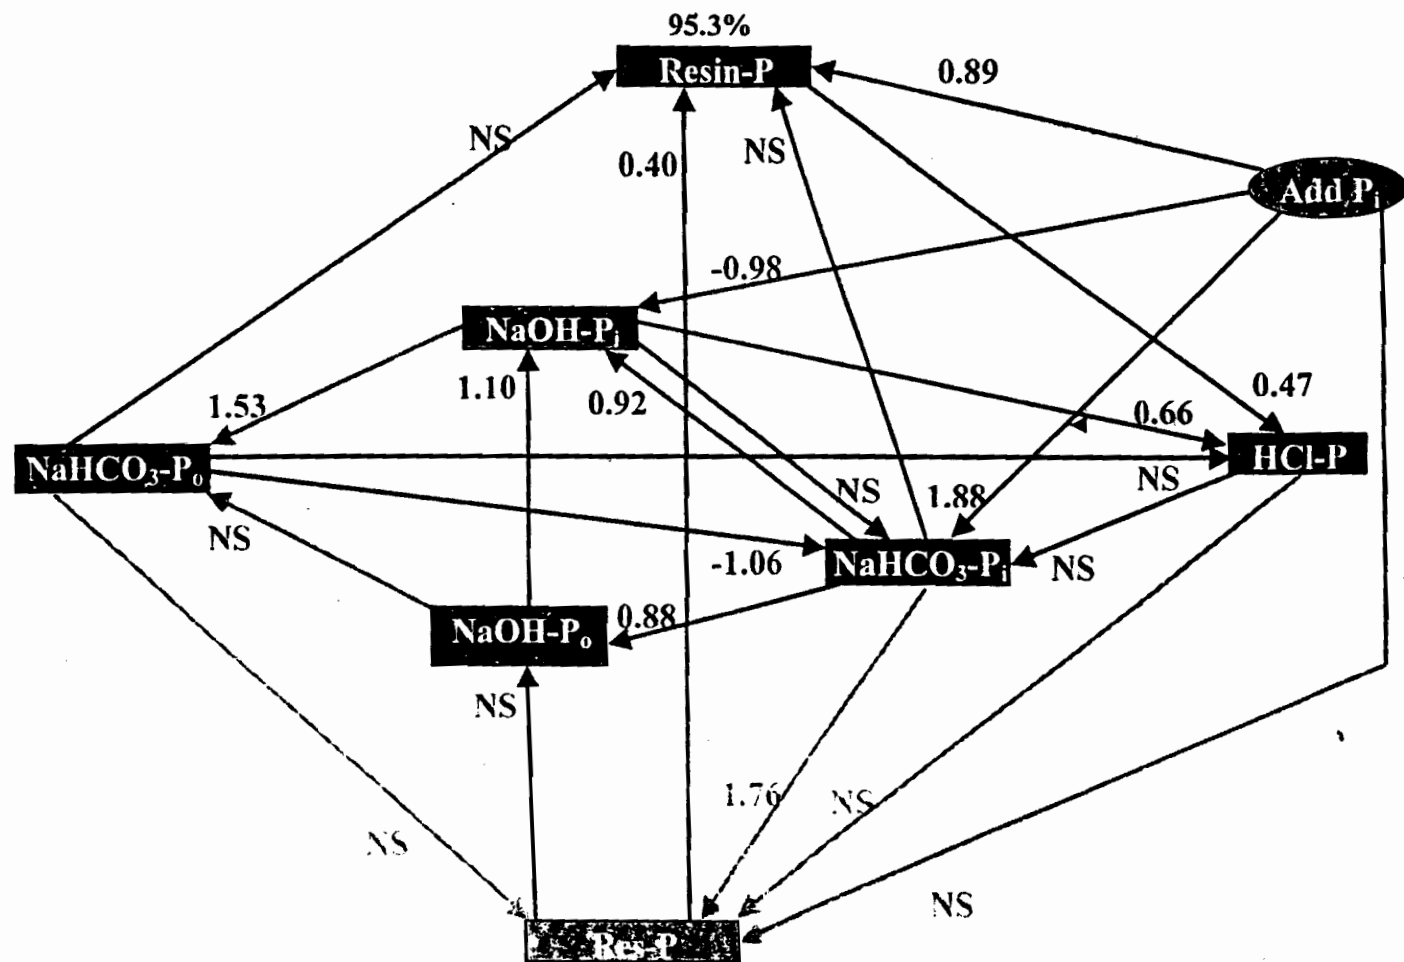 95.3%
Resin-P
0.89
NS
0.40
NS
Add,Pi
-0.98
NaOH-Pi
1.10
0.92
0.47
1.53
0.66
NaHCO₃-Pₒ
HCl-P
NS
NS
1.88
NS
-1.06
NaHCO₃-Pᵢ
NS
0.88
NaOH-Pₒ
NS
1.76
NS
NS
NS
Res-P